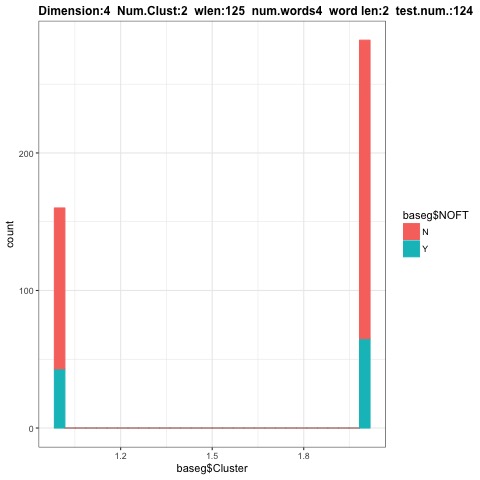 Dimension:4  Num.Clust:2  wlen:125  num.words4  word len:2  test.num.:124
count
200
100
0
1.2
1.5
1.8
baseg$Cluster
baseg$NOFT
N
Y